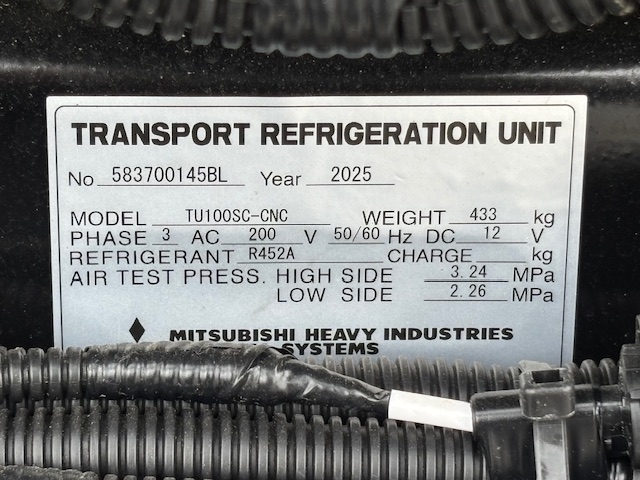 TRANSPORT REFRIGERATION UNIT
No 583700145BL Year 2025
MODEL TU100SC-CNC WEIGHT 433 kg
PHASE 3 AC 200 V 50/60 Hz DC 12 V
REFRIGERANT R452A CHARGE kg
AIR TEST PRESS. HIGH SIDE 3.24 MPa
LOW SIDE 2.26 MPa
MITSUBISHI HEAVY INDUSTRIES
SYSTEMS